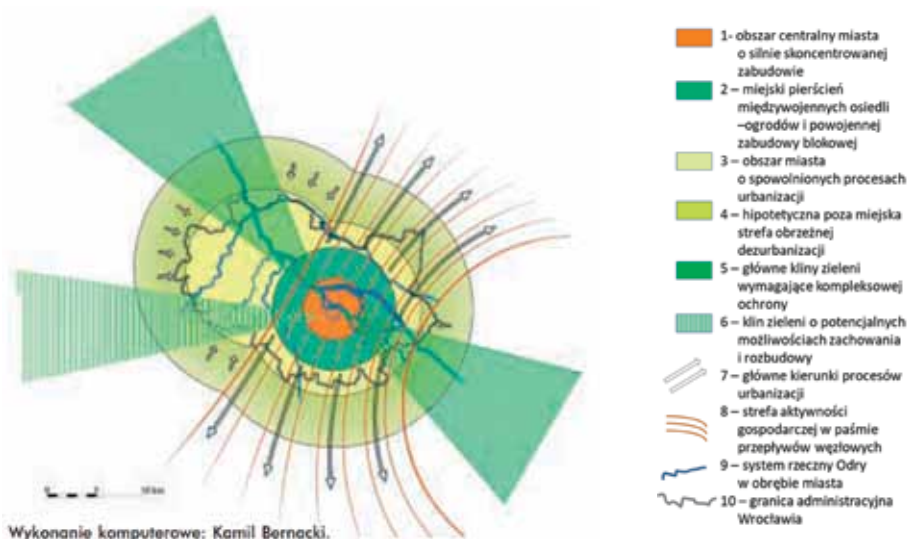 1- obszar centralny miasta
o silnie skoncentrowanej
zabudowie
2 – miejski pierścień
międzywojennych osiedli
–ogrodów i powojennej
zabudowy blokowej
3 – obszar miasta
o spowolnionych procesach
urbanizacji
4 – hipotetyczna poza miejska
strefa obrzeżnej
dezurbanizacji
5 – główne kliny zieleni
wymagające kompleksowej
ochrony
6 – klin zieleni o potencjalnych
możliwościach zachowania
i rozbudowy
7 – główne kierunki procesów
urbanizacji
8 – strefa aktywności
gospodarczej w paśmie
przepływów węzłowych
9 – system rzeczny Odry
w obrębie miasta
10 – granica administracyjna
Wrocławia
0
10 km
Wykonanie komputerowe: Kamil Bernacki.